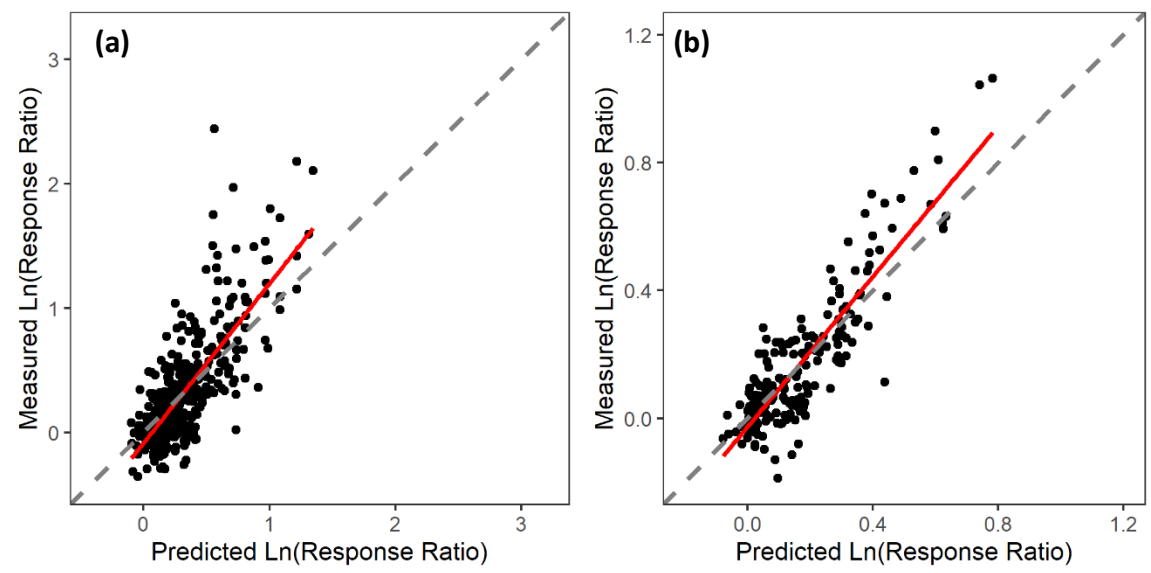 (a)
Measured Ln(Response Ratio)
3
2
1
0
0 1 2 3
Predicted Ln(Response Ratio)
(b)
Measured Ln(Response Ratio)
1.2
0.8
0.4
0.0
0.0 0.4 0.8 1.2
Predicted Ln(Response Ratio)